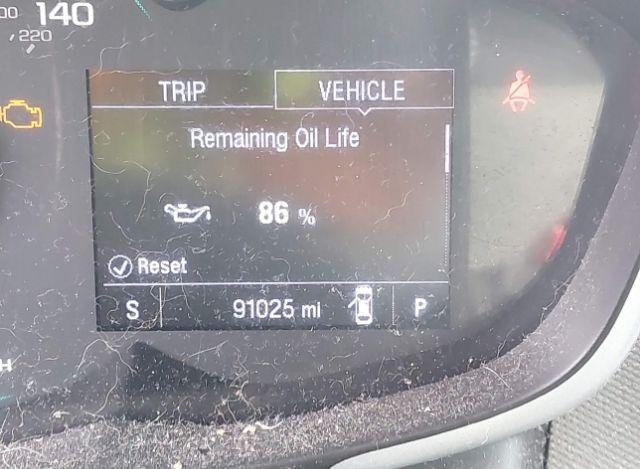 140
220
TRIP VEHICLE
Remaining Oil Life
86 %
Reset
S 91025 mi P